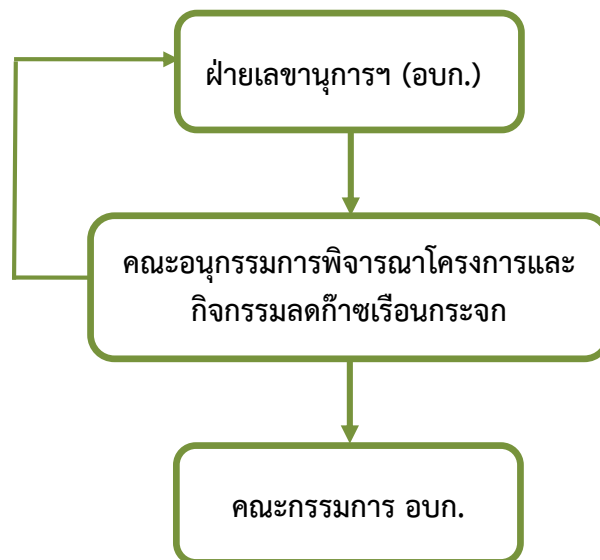 ฝ่ายเลขานุการฯ (อบก.)
คณะอนุกรรมการพิจารณาโครงการและ
กิจกรรมลดก๊าซเรือนกระจก
คณะกรรมการ อบก.